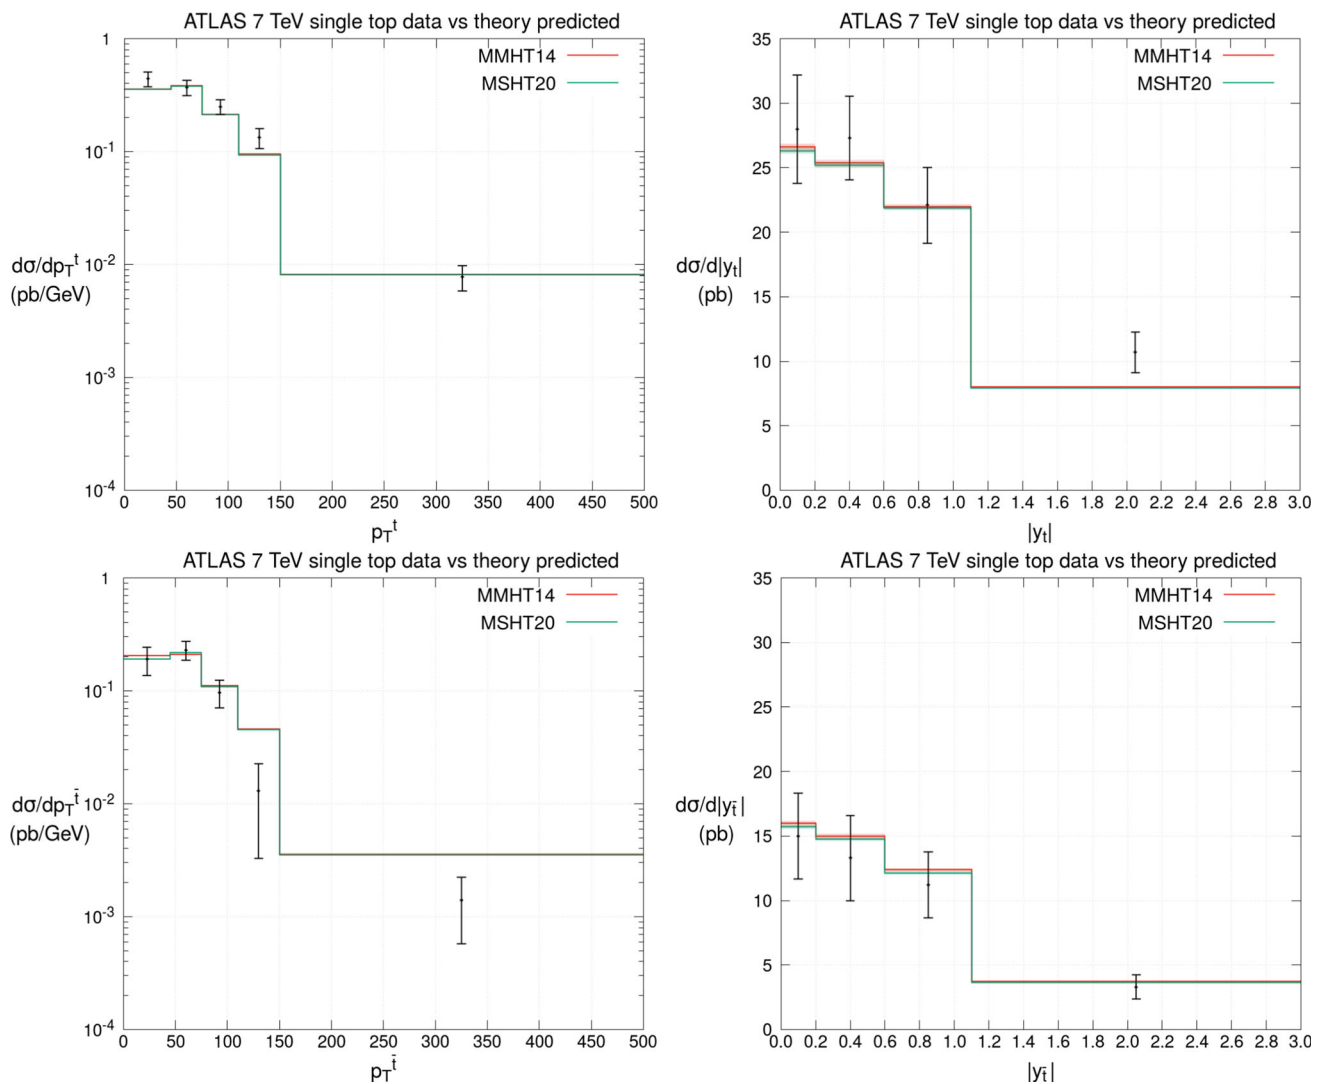 ATLAS 7 TeV single top data vs theory predicted
MMHT14
MSHT20
1
10⁻¹
10⁻²
10⁻³
10⁻⁴
dσ/dp_T^t
(pb/GeV)
0 50 100 150 200 250 300 350 400 450 500
p_T^t
ATLAS 7 TeV single top data vs theory predicted
MMHT14
MSHT20
35
30
25
20
15
10
5
0
dσ/d|y_t|
(pb)
0.0 0.2 0.4 0.6 0.8 1.0 1.2 1.4 1.6 1.8 2.0 2.2 2.4 2.6 2.8 3.0
|y_t|
ATLAS 7 TeV single top data vs theory predicted
MMHT14
MSHT20
1
10⁻¹
10⁻²
10⁻³
10⁻⁴
dσ/dp_T^t̄
(pb/GeV)
0 50 100 150 200 250 300 350 400 450 500
p_T^t̄
ATLAS 7 TeV single top data vs theory predicted
MMHT14
MSHT20
35
30
25
20
15
10
5
0
dσ/d|y_t̄|
(pb)
0.0 0.2 0.4 0.6 0.8 1.0 1.2 1.4 1.6 1.8 2.0 2.2 2.4 2.6 2.8 3.0
|y_t̄|